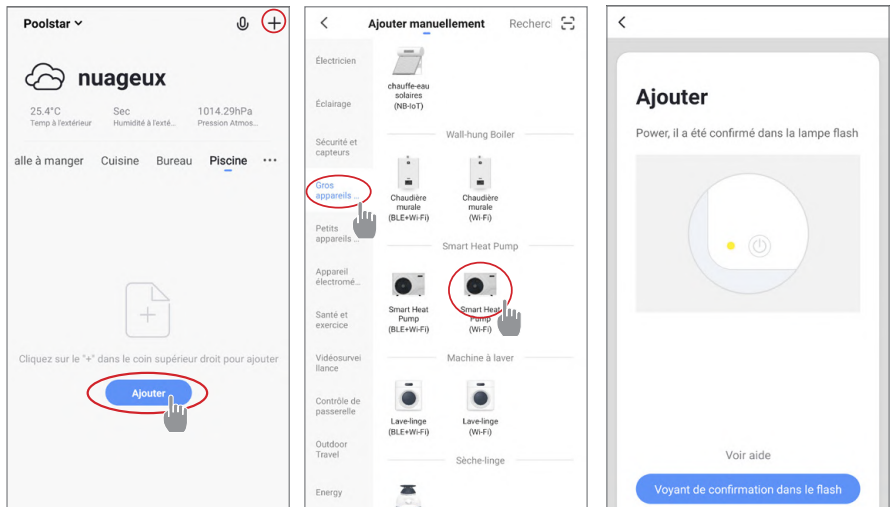 Poolstar
nuageux
25.4°C Sec 1014.29hPa
Temp à l'extérieur Humidité à l'exté... Pression Atmos...
alle à manger Cuisine Bureau Piscine ...
Cliquez sur le "+" dans le coin supérieur droit pour ajouter
Ajouter
Ajouter manuellement Recherc
Électricien
Éclairage
Sécurité et
capteurs
Gros
appareils ...
Petits
appareils ...
Appareil
électromé...
Santé et
exercice
Vidéosurvei
llance
Contrôle de
passerelle
Outdoor
Travel
Energy
chauffe-eau
solaires
(NB-IoT)
Wall-hung Boiler
Chaudière
murale
(BLE+Wi-Fi)
Chaudière
murale
(Wi-Fi)
Smart Heat Pump
Smart Heat
Pump
(BLE+Wi-Fi)
Smart Heat
Pump
(Wi-Fi)
Machine à laver
Lave-linge
(BLE+Wi-Fi)
Lave-linge
(Wi-Fi)
Sèche-linge
Ajouter
Power, il a été confirmé dans la lampe flash
Voir aide
Voyant de confirmation dans le flash